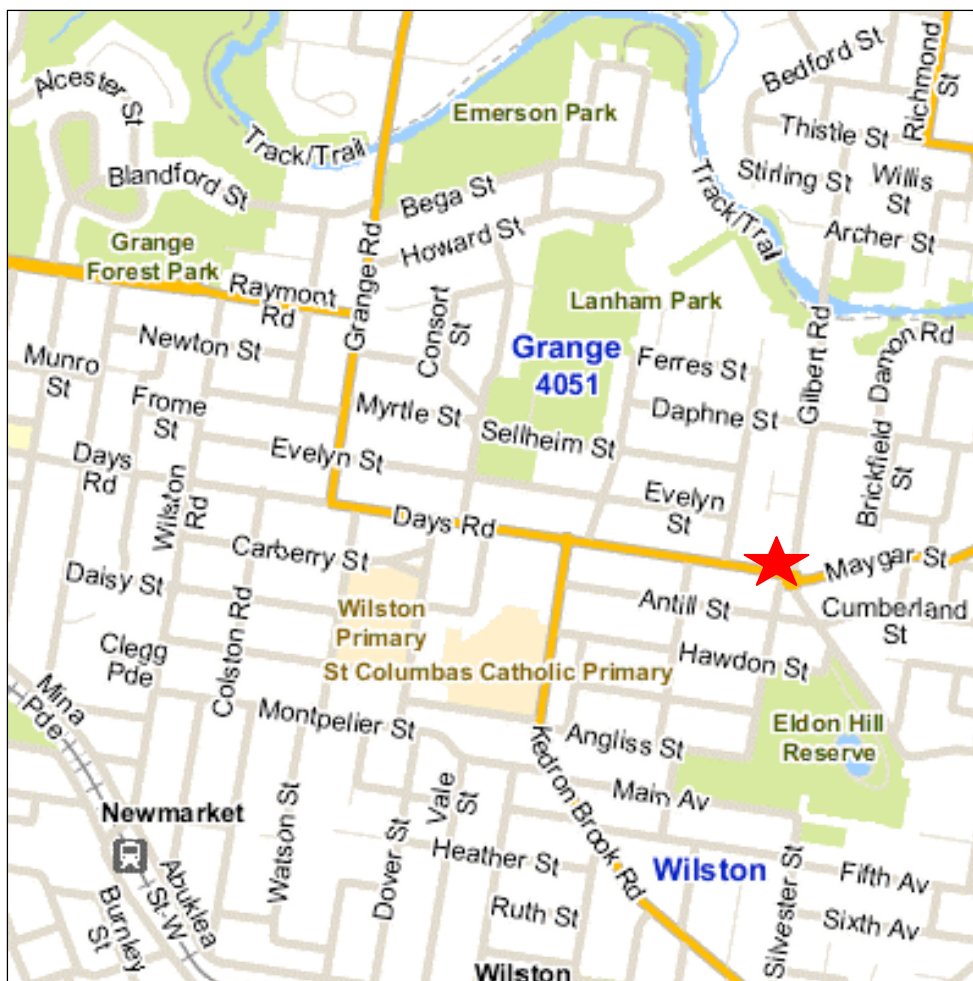 Alcester St
Bedford St
Richmond
St
Emerson Park
Thistle St
Track/Trail
Track/Trail
Blandford St
Stirling St
Willis
St
Bega St
Howard St
Archer St
Grange
Forest Park
Raymont
Rd
Grange Rd
Lanham Park
Consort
St
Newton St
Grange
4051
Gilbert Rd
Damon Rd
Munro
St
Ferres St
Frome
St
Myrtle St
Daphne St
Sellheim St
Brickfield
St
Evelyn St
Days
Rd
Wilston
Rd
Evelyn
St
Days Rd
Carberry St
Maygar St
Daisy St
Antill St
Cumberland
St
Wilston
Primary
Colston Rd
Clegg
Pde
St Columbas Catholic Primary
Hawdon St
Mina
Pde
Montpelier St
Angliss St
Eldon Hill
Reserve
Kedron Brook Rd
Vale
St
Main Av
Newmarket
Watson St
Dover St
Heather St
Wilston
Fifth Av
Silvester St
Abuklea
St-W
Burnley
St
Ruth St
Sixth Av
Wilston